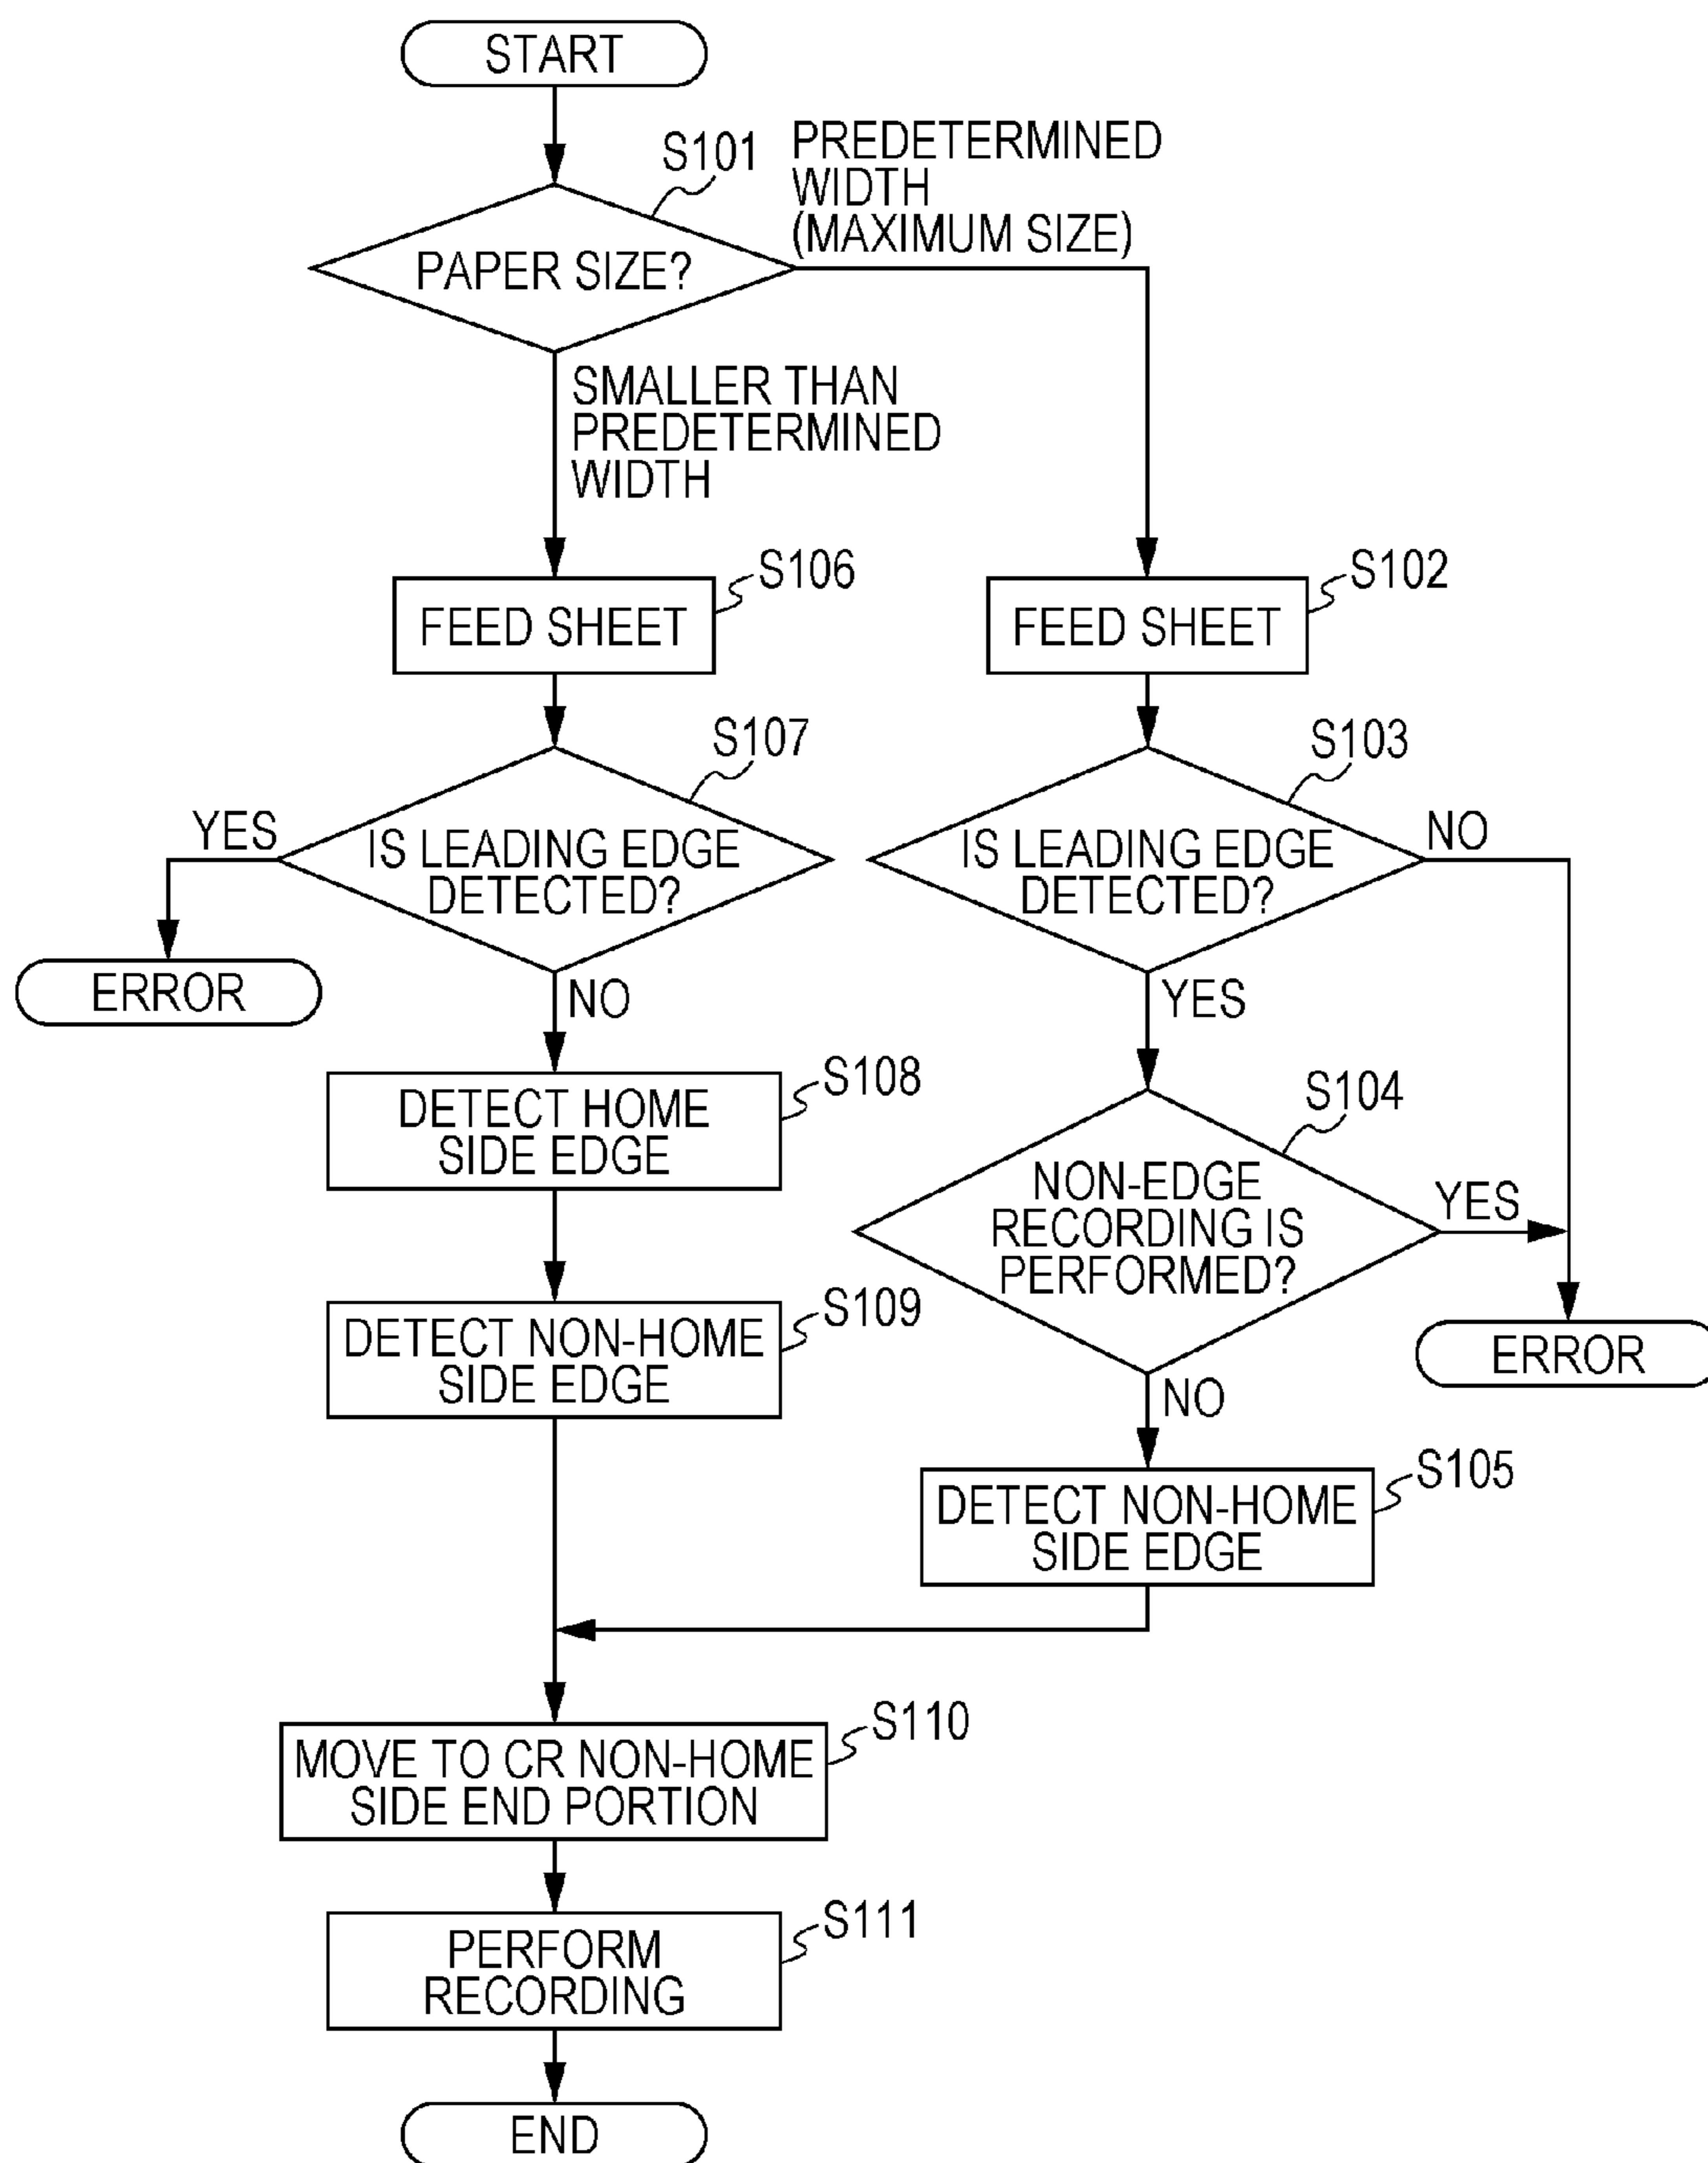 START
S101
PREDETERMINED
WIDTH
(MAXIMUM SIZE)
PAPER SIZE?
SMALLER THAN
PREDETERMINED
WIDTH
S106
FEED SHEET
S102
FEED SHEET
S107
IS LEADING EDGE
DETECTED?
YES
ERROR
NO
S103
IS LEADING EDGE
DETECTED?
NO
YES
S108
DETECT HOME
SIDE EDGE
S104
NON-EDGE
RECORDING IS
PERFORMED?
YES
ERROR
NO
S109
DETECT NON-HOME
SIDE EDGE
S105
DETECT NON-HOME
SIDE EDGE
S110
MOVE TO CR NON-HOME
SIDE END PORTION
S111
PERFORM
RECORDING
END